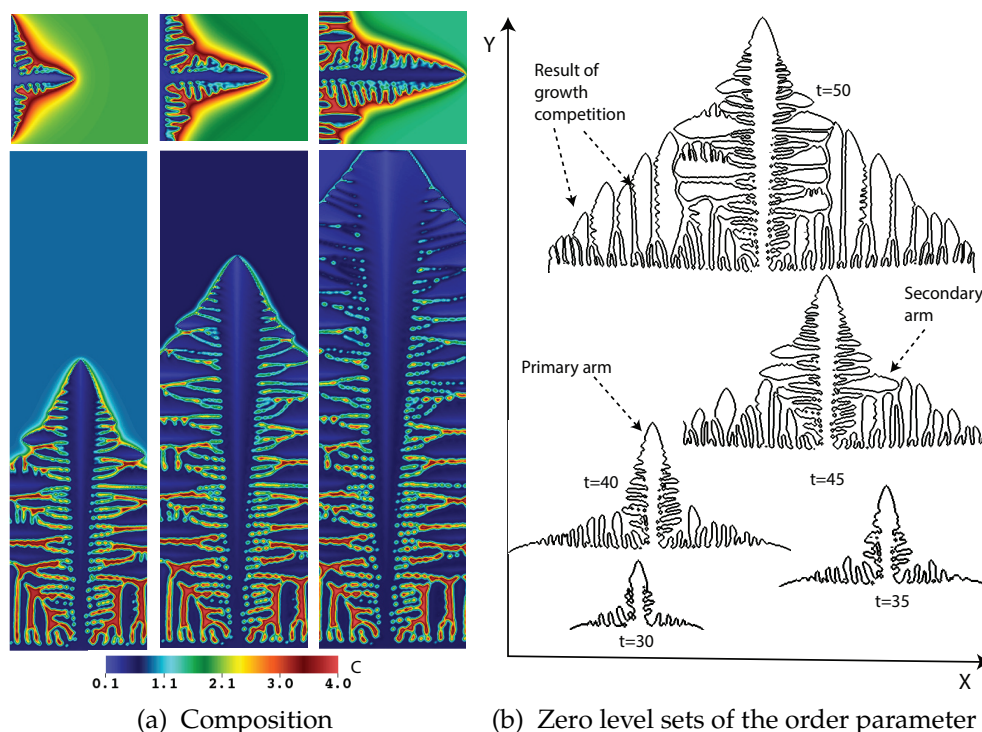 C
0.1 1.1 2.1 3.0 4.0
(a) Composition
Y
Result of
growth
competition
t=50
Secondary
arm
Primary arm
t=40
t=45
t=35
t=30
X
(b) Zero level sets of the order parameter